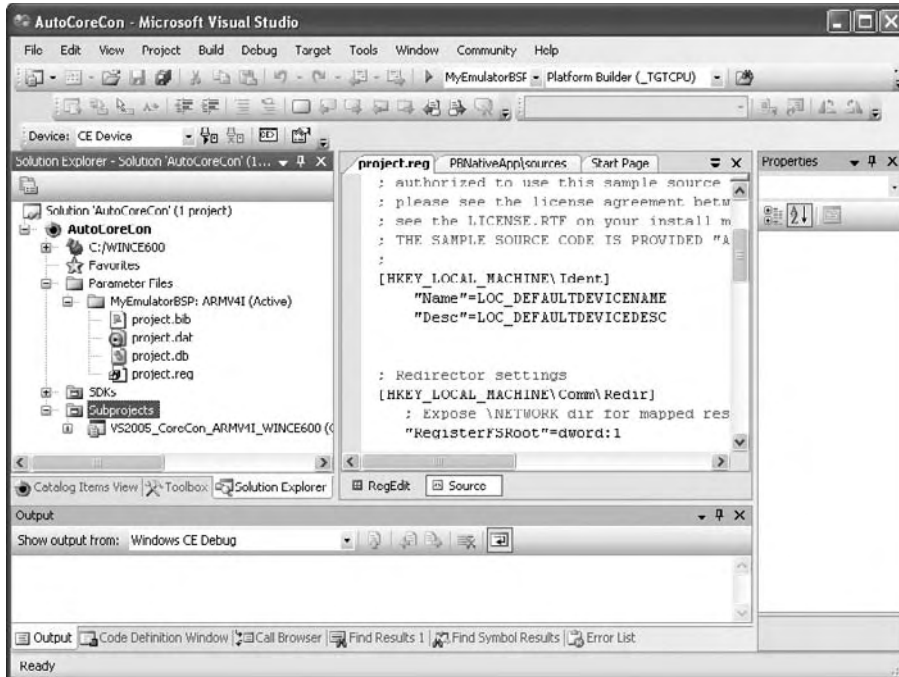 AutoCoreCon - Microsoft Visual Studio
File Edit View Project Build Debug Target Tools Window Community Help
MyEmulatorBSF Platform Builder (_TGTCPU)
Device: CE Device
Solution Explorer - Solution 'AutoCoreCon' (1...
Solution 'AutoCoreCon' (1 project)
AutoCoreCon
C:/WINCE600
Favorites
Parameter Files
MyEmulatorBSP: ARMV4I (Active)
project.bib
project.dat
project.db
project.reg
SDKs
Subprojects
VS2005_CoreCon_ARMV4I_WINCE600 (
Catalog Items View Toolbox Solution Explorer
project.reg PBNativeApp\sources Start Page
; authorized to use this sample source
; please see the license agreement betw
; see the LICENSE.RTF on your install m
; THE SAMPLE SOURCE CODE IS PROVIDED "A
;
[HKEY_LOCAL_MACHINE\Ident]
"Name"=LOC_DEFAULTDEVICENAME
"Desc"=LOC_DEFAULTDEVICEDESC
; Redirector settings
[HKEY_LOCAL_MACHINE\Comm\Redir]
; Expose \NETWORK dir for mapped res
"RegisterFSRoot"=dword:1
RegEdit Source
Properties
Output
Show output from: Windows CE Debug
Output Code Definition Window Call Browser Find Results 1 Find Symbol Results Error List
Ready